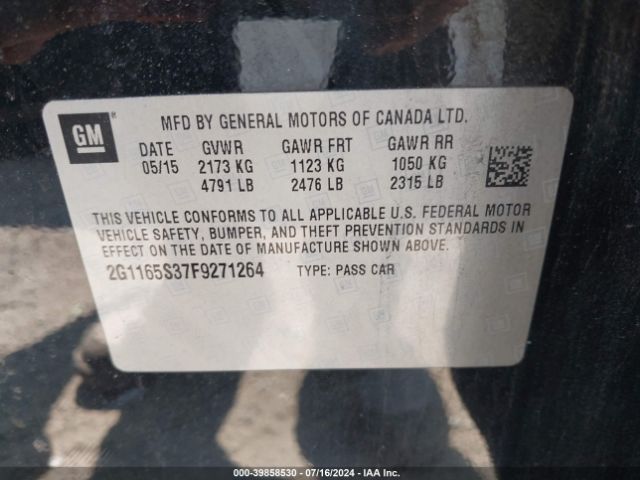 GM ®
MFD BY GENERAL MOTORS OF CANADA LTD.
DATE GVWR GAWR FRT GAWR RR
05/15 2173 KG 1123 KG 1050 KG
4791 LB 2476 LB 2315 LB
THIS VEHICLE CONFORMS TO ALL APPLICABLE U.S. FEDERAL MOTOR
VEHICLE SAFETY, BUMPER, AND THEFT PREVENTION STANDARDS IN
EFFECT ON THE DATE OF MANUFACTURE SHOWN ABOVE.
2G1165S37F9271264 TYPE: PASS CAR
000-39858530 - 07/16/2024 - IAA Inc.